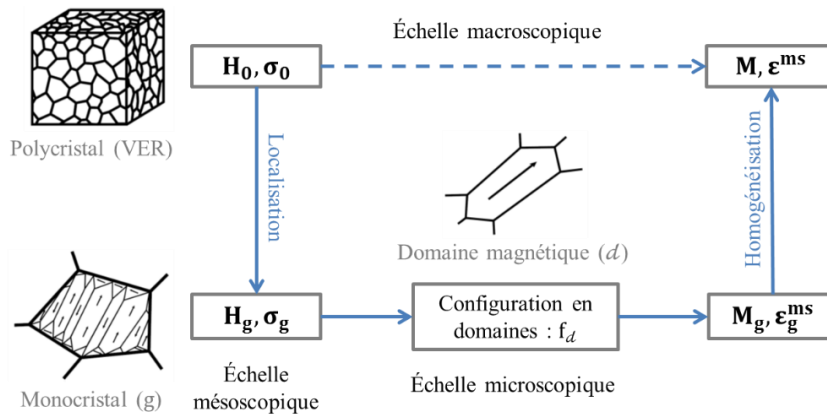 Échelle macroscopique
H₀, σ₀
M, εᵐˢ
Polycristal (VER)
Localisation
Homogénéisation
Domaine magnétique (d)
H_g, σ_g
Configuration en
domaines : f_d
M_g, ε_g^ms
Échelle
mésoscopique
Échelle microscopique
Monocristal (g)